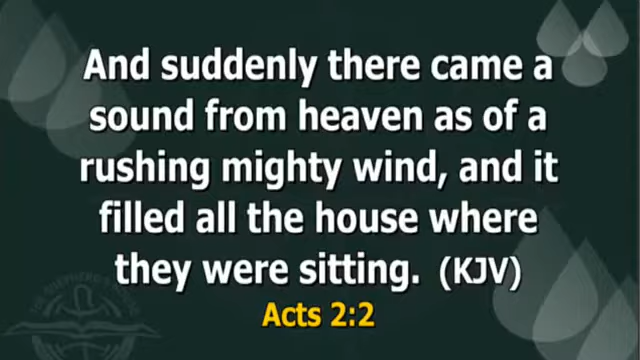 And suddenly there came a
sound from heaven as of a
rushing mighty wind, and it
filled all the house where
they were sitting. (KJV)
Acts 2:2